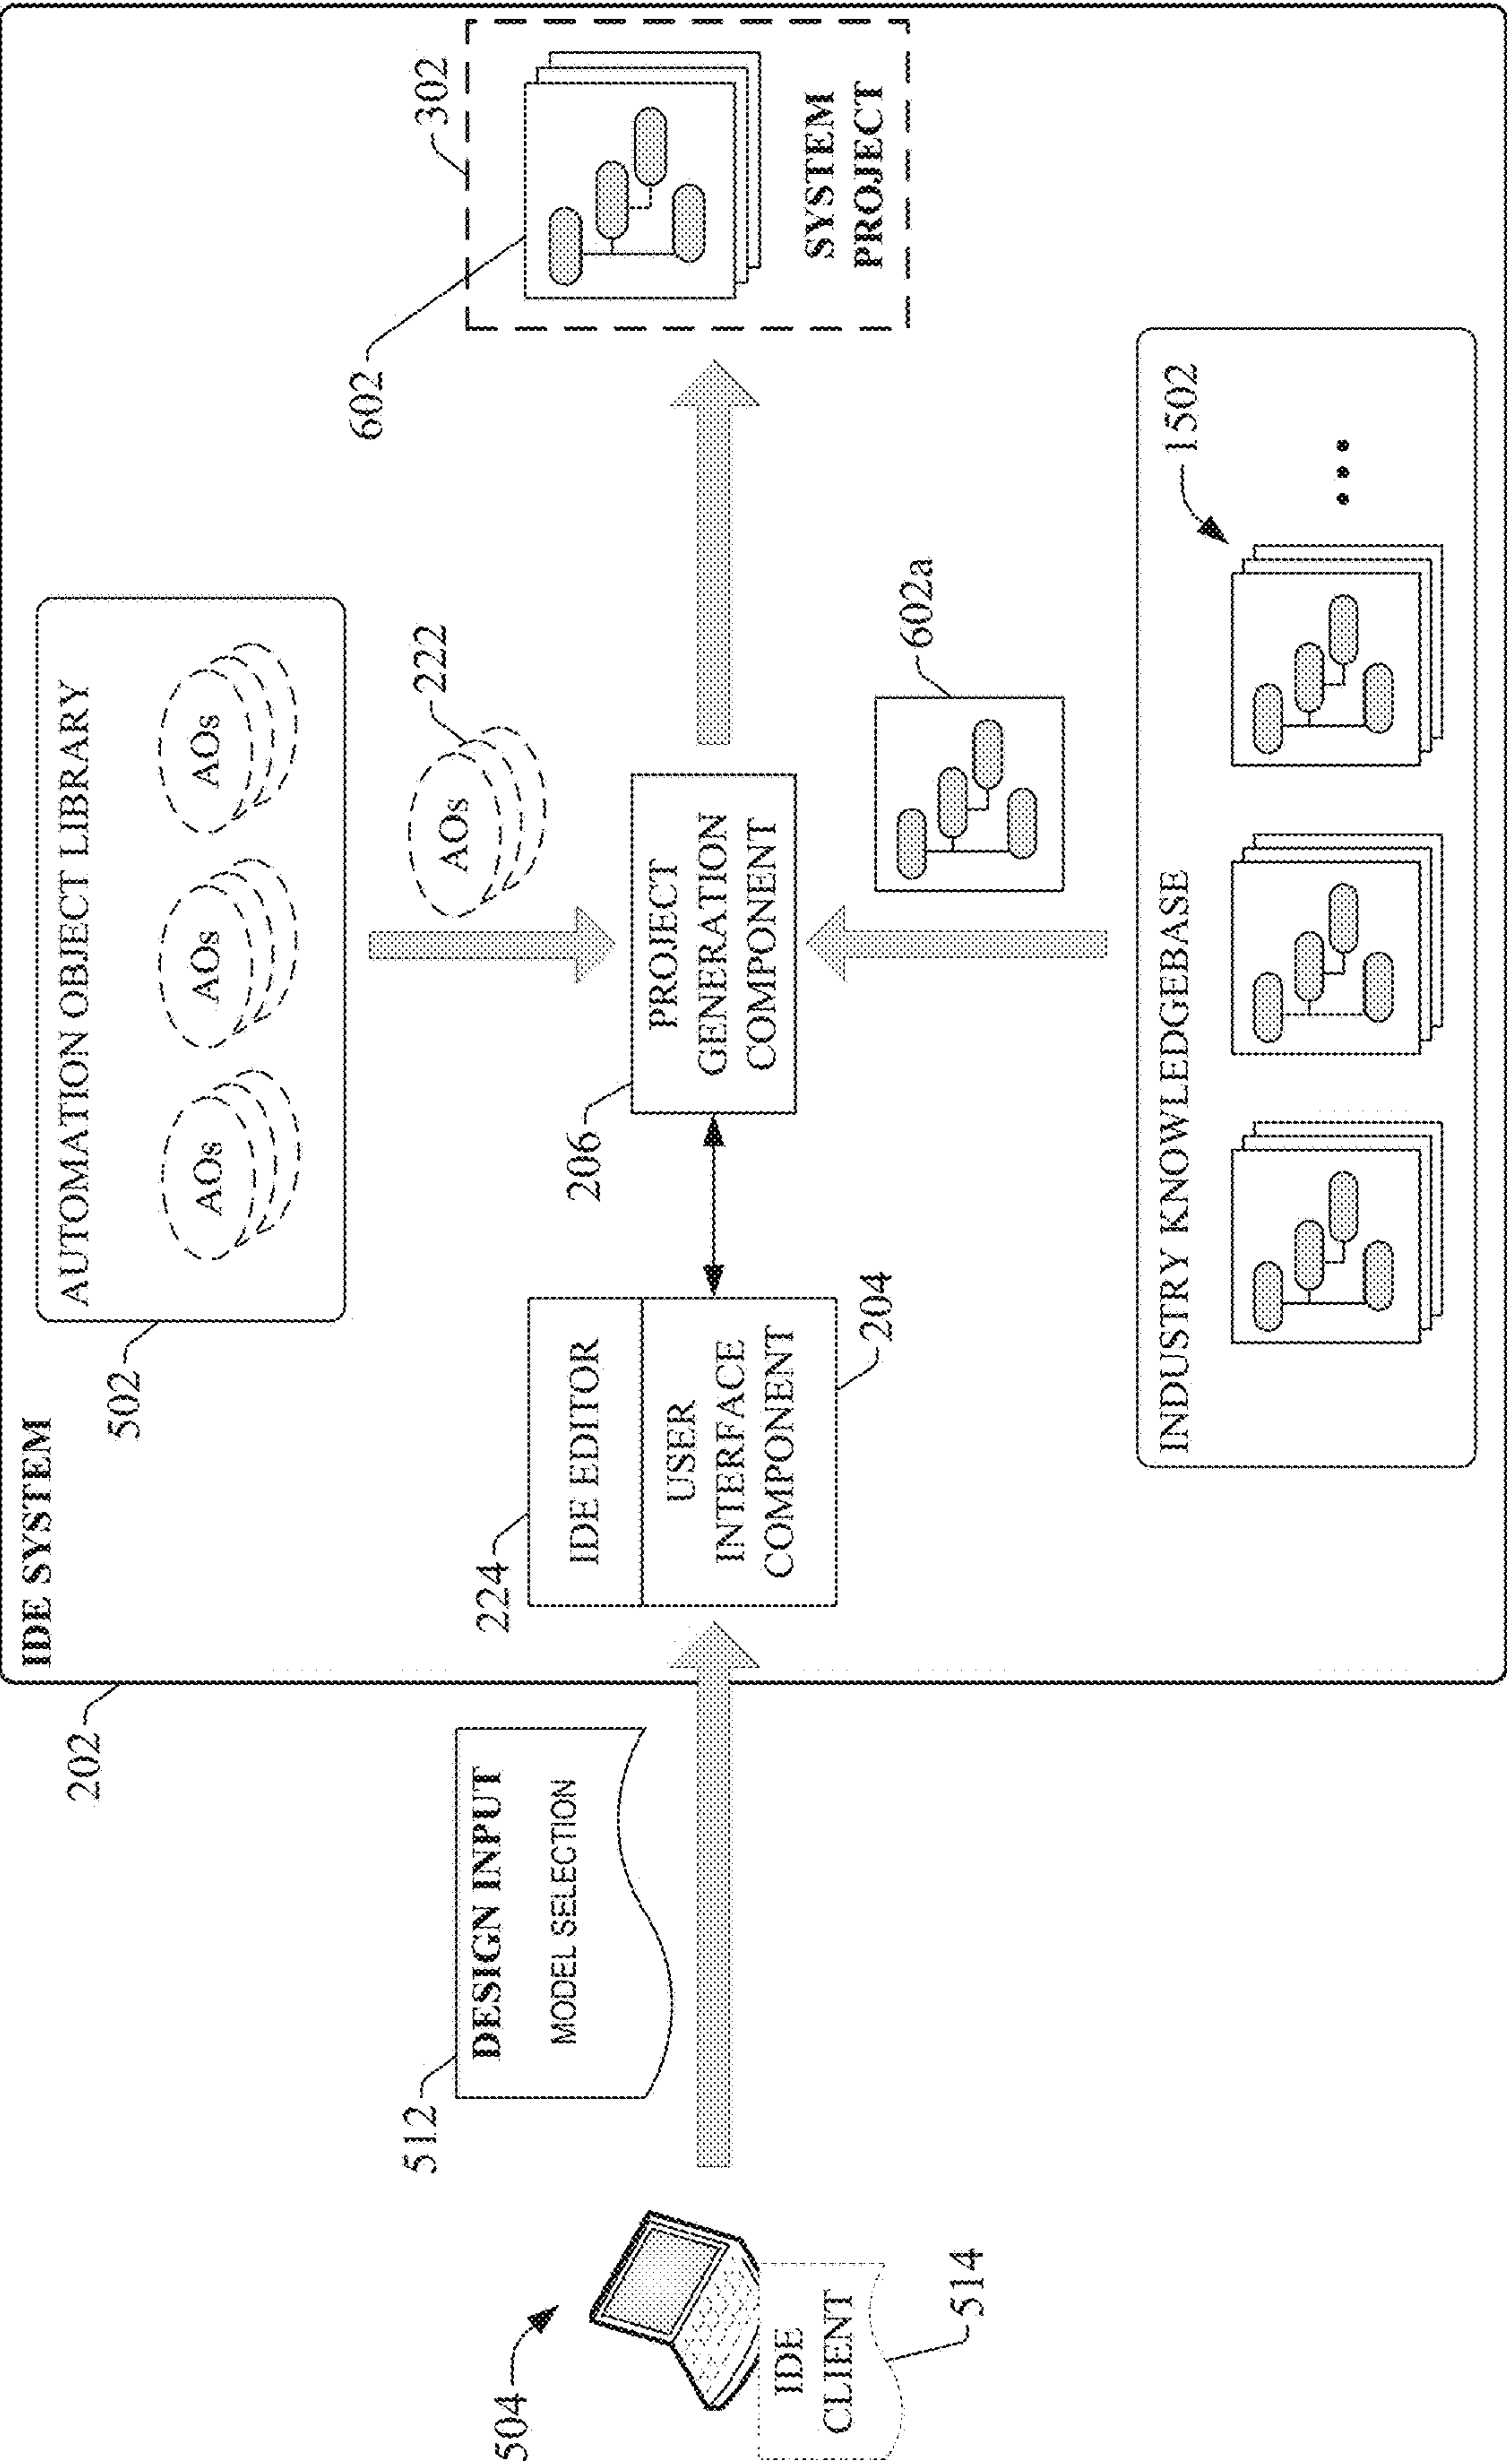 IDE SYSTEM
202
502
AUTOMATION OBJECT LIBRARY
AOs
AOs
AOs
AOs
222
302
602
SYSTEM
PROJECT
504
IDE
CLIENT
514
512
DESIGN INPUT
MODEL SELECTION
224
IDE EDITOR
USER
INTERFACE
COMPONENT
204
206
PROJECT
GENERATION
COMPONENT
602a
INDUSTRY KNOWLEDGEBASE
1502